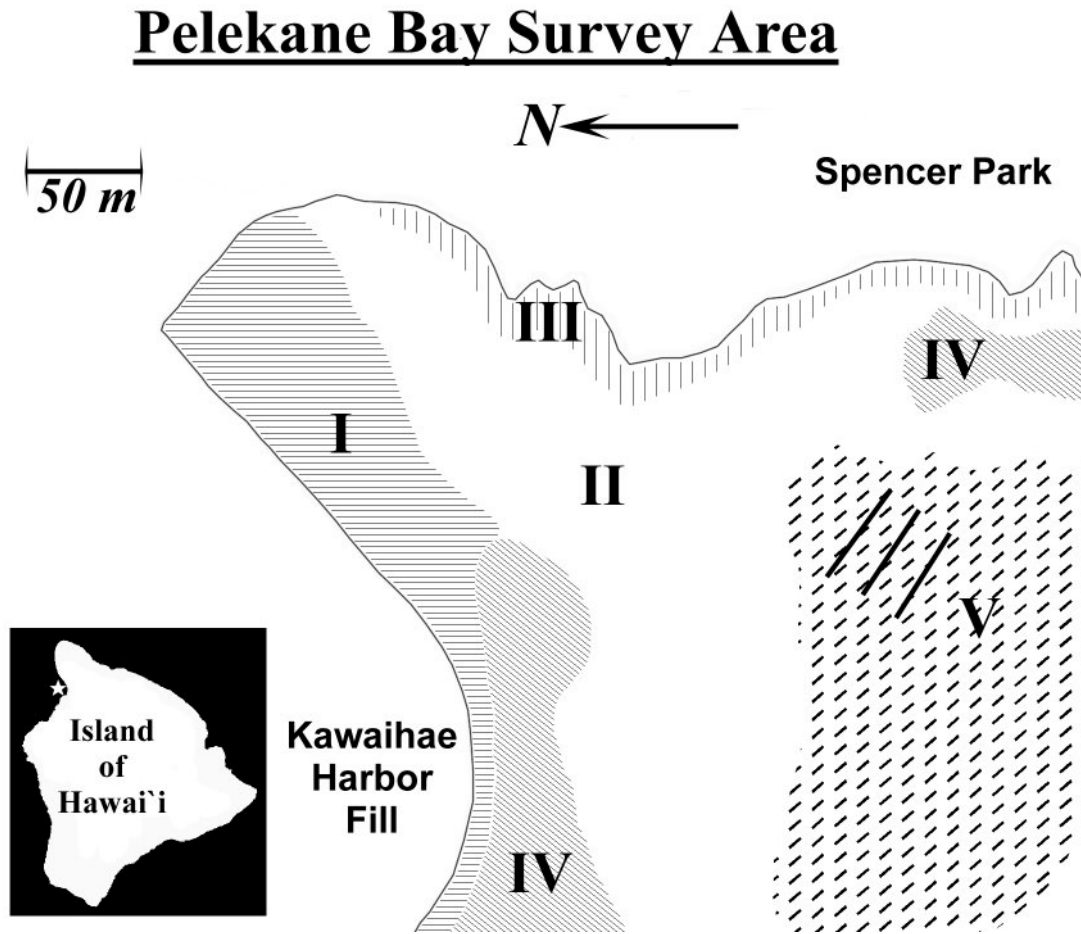 Pelekane Bay Survey Area
N
50 m
Spencer Park
III
IV
I
II
V
Island
of
Hawai`i
Kawaihae
Harbor
Fill
IV